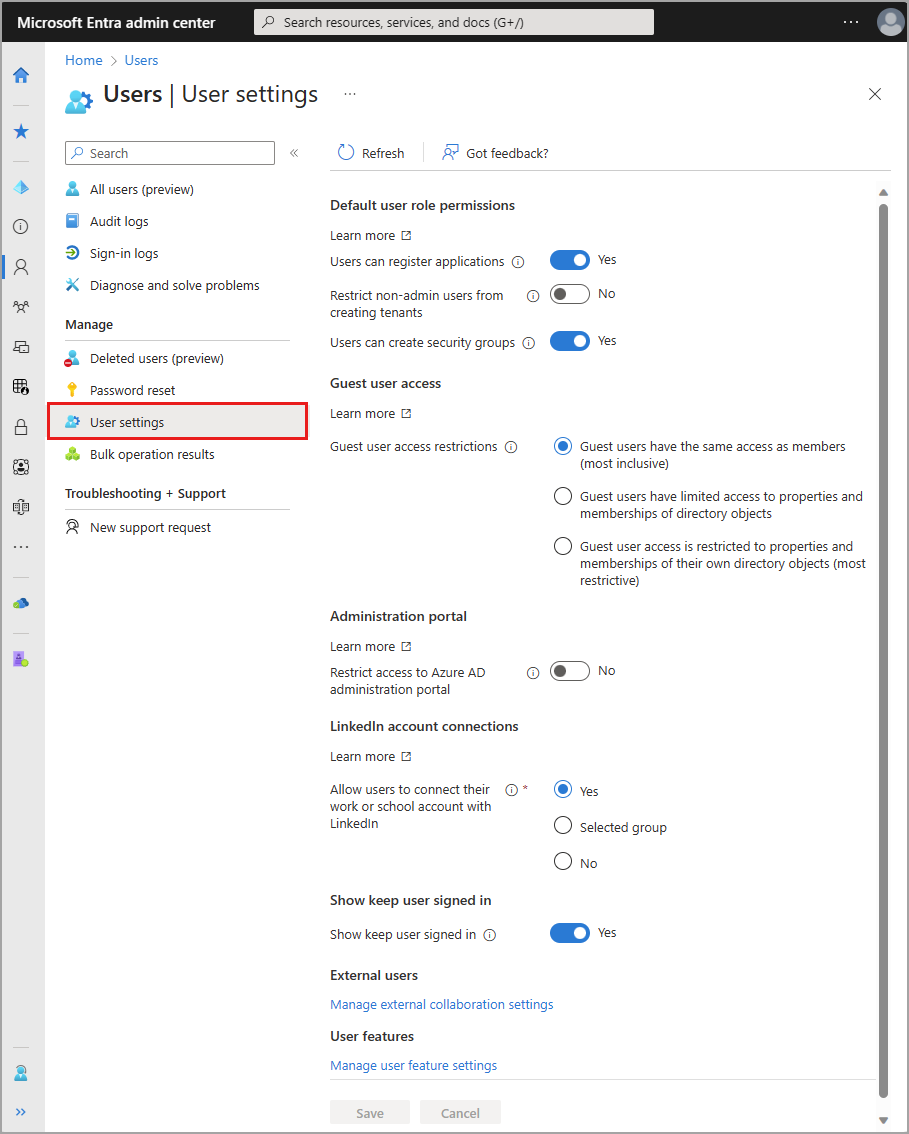 Microsoft Entra admin center
Search resources, services, and docs (G+/)
Home > Users
Users | User settings
Search
Refresh
Got feedback?
All users (preview)
Audit logs
Sign-in logs
Diagnose and solve problems
Manage
Deleted users (preview)
Password reset
User settings
Bulk operation results
Troubleshooting + Support
New support request
Default user role permissions
Learn more
Users can register applications
Yes
Restrict non-admin users from
creating tenants
No
Users can create security groups
Yes
Guest user access
Learn more
Guest user access restrictions
Guest users have the same access as members
(most inclusive)
Guest users have limited access to properties and
memberships of directory objects
Guest user access is restricted to properties and
memberships of their own directory objects (most
restrictive)
Administration portal
Learn more
Restrict access to Azure AD
administration portal
No
LinkedIn account connections
Learn more
Allow users to connect their
work or school account with
LinkedIn
*
Yes
Selected group
No
Show keep user signed in
Show keep user signed in
Yes
External users
Manage external collaboration settings
User features
Manage user feature settings
Save
Cancel